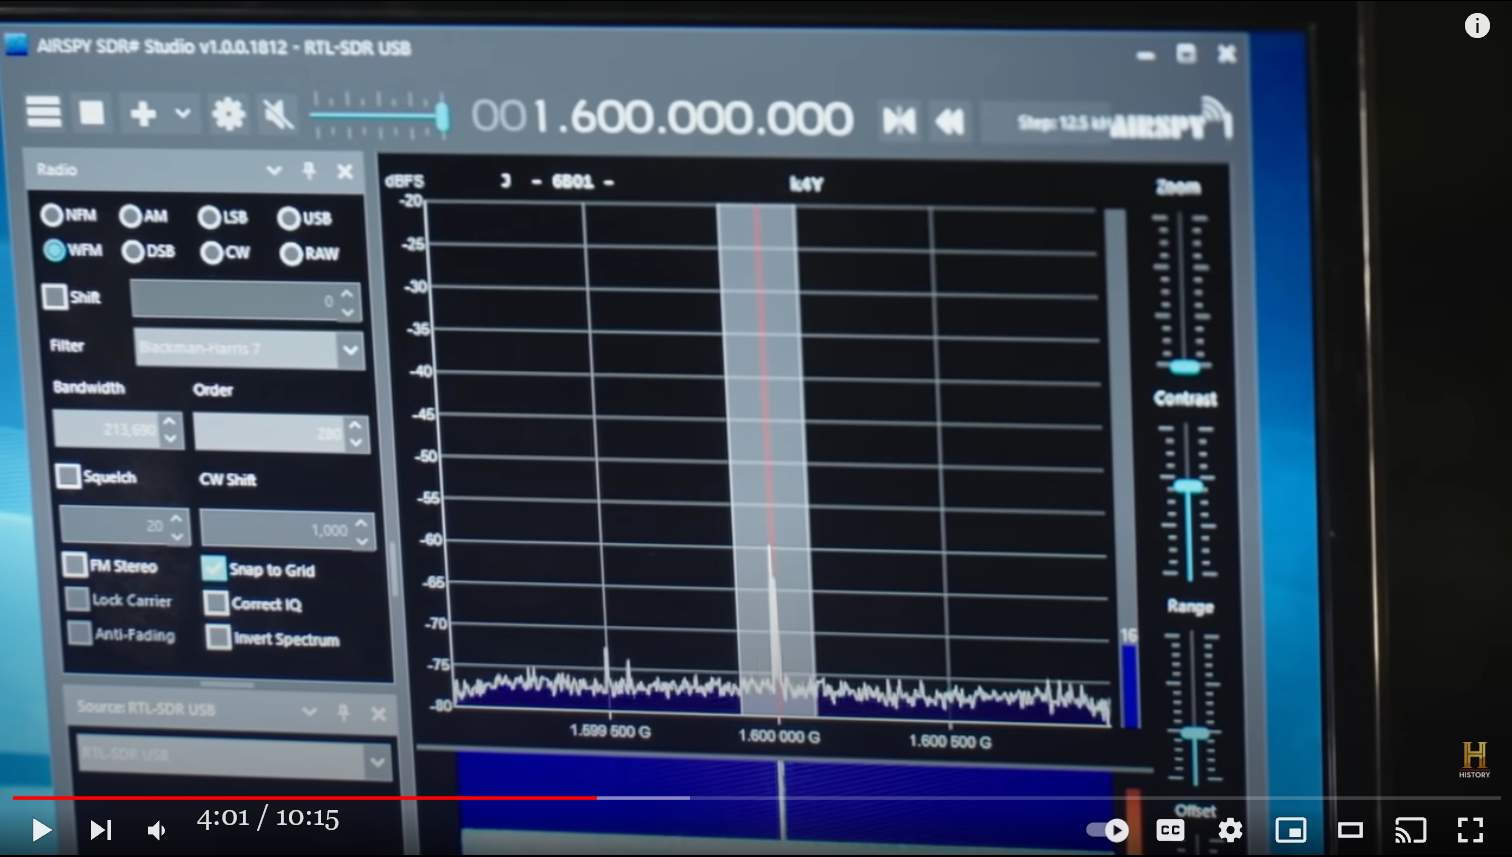 AIRSPY SDR# Studio v1.0.0.1812 - RTL-SDR USB
001.600.000.000
Step: 12.5 kH
AIRSPY
Radio
NFM AM LSB USB
WFM DSB CW RAW
Shift 0
Filter Blackman-Harris 7
Bandwidth Order
213,690 280
Squelch CW Shift
20 1,000
FM Stereo Snap to Grid
Lock Carrier Correct IQ
Anti-Fading Invert Spectrum
Source: RTL-SDR USB
RTL-SDR USB
dBFS - 6B01 - k4Y
-20
-25
-30
-35
-40
-45
-50
-55
-60
-65
-70
-75
-80
1.599 500 G 1.600 000 G 1.600 500 G
16
Zoom
Contrast
Range
Offset
H
HISTORY
4:01 / 10:15
CC